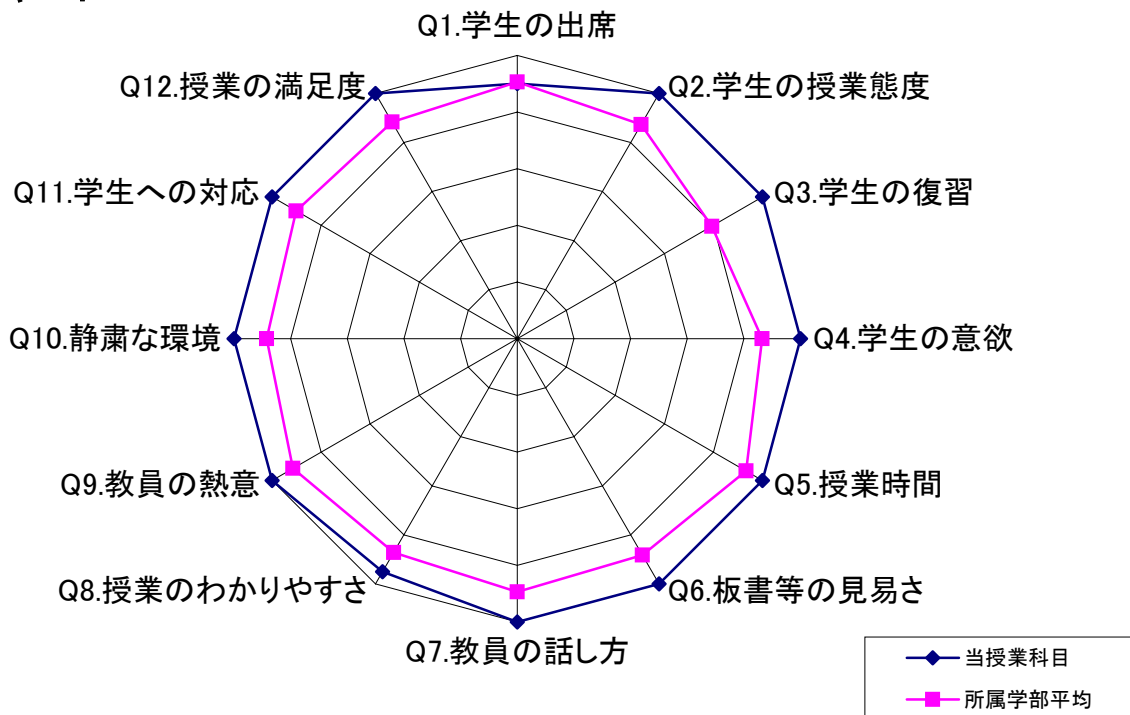 Q1.学生の出席
Q2.学生の授業態度
Q3.学生の復習
Q4.学生の意欲
Q5.授業時間
Q6.板書等の見易さ
Q7.教員の話し方
Q8.授業のわかりやすさ
Q9.教員の熱意
Q10.静粛な環境
Q11.学生への対応
Q12.授業の満足度
当授業科目
所属学部平均